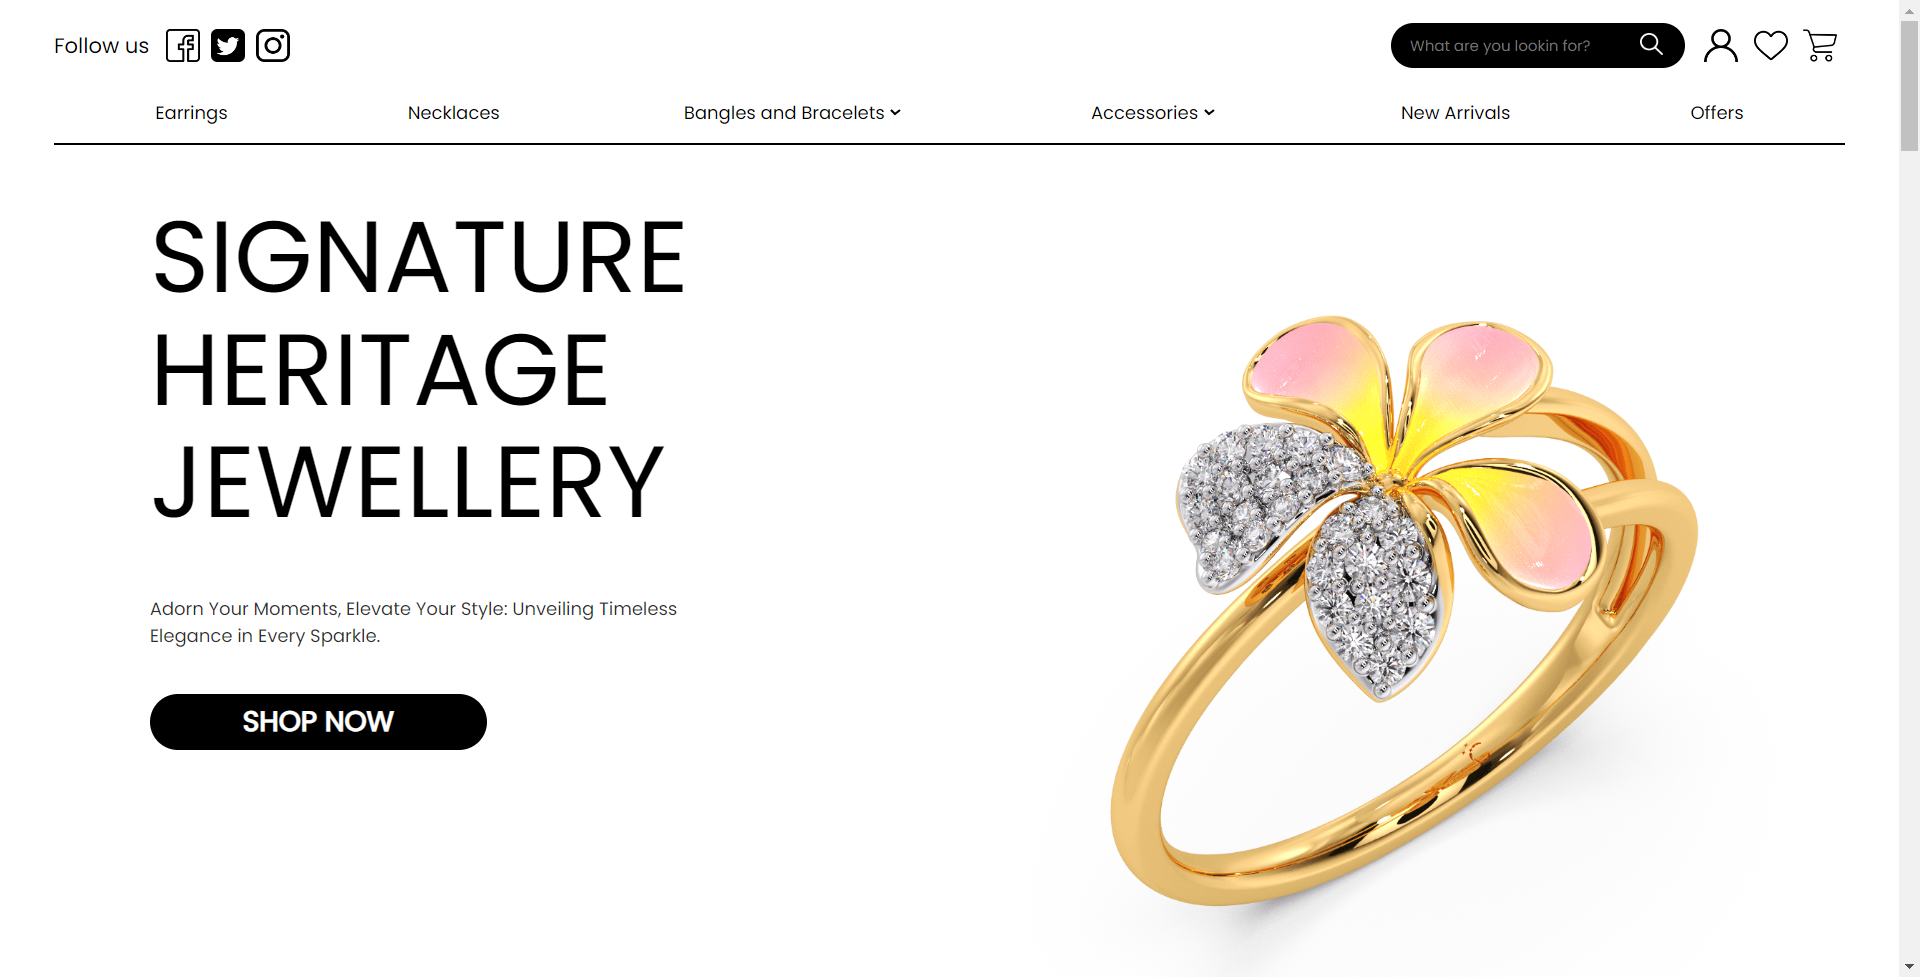 Follow us
What are you lookin for?
Earrings
Necklaces
Bangles and Bracelets
Accessories
New Arrivals
Offers
SIGNATURE
HERITAGE
JEWELLERY
Adorn Your Moments, Elevate Your Style: Unveiling Timeless
Elegance in Every Sparkle.
SHOP NOW